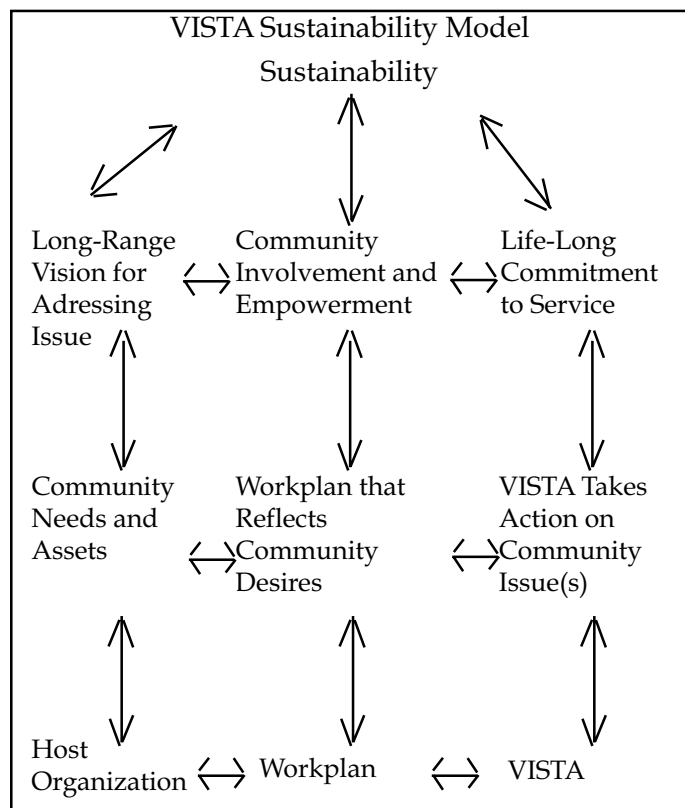 VISTA Sustainability Model
Sustainability
Long-Range
Vision for
Adressing
Issue
Community
Involvement and
Empowerment
Life-Long
Commitment
to Service
Community
Needs and
Assets
Workplan that
Reflects
Community
Desires
VISTA Takes
Action on
Community
Issue(s)
Host
Organization
Workplan
VISTA